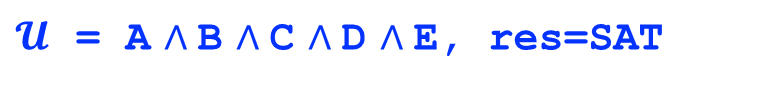 𝒰 = A ∧ B ∧ C ∧ D ∧ E, res=SAT